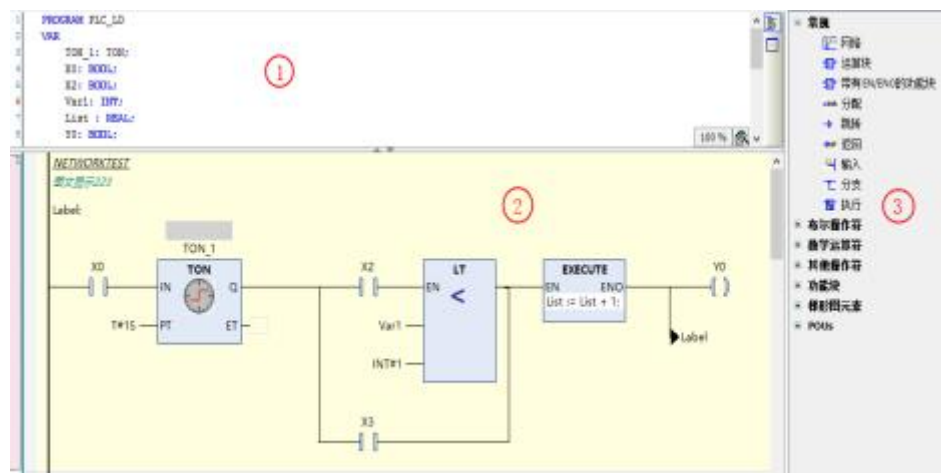 PROGRAM PLC_LD
VAR
TON_1: TON;
X0: BOOL;
X2: BOOL;
Var1: INT;
List : REAL;
Y0: BOOL;
100 %
①
NETWORKTEST
Label:
TON_1
X0
TON
IN
Q
T#1S
PT
ET
X2
LT
EN
<
Var1
INT#1
X3
EXECUTE
EN
ENO
List := List + 1;
Y0
Label
②
常规
网络
运算块
带有EN/ENO的功能块
分配
跳转
返回
输入
分支
执行
③
布尔操作符
数学运算符
其他操作符
功能块
梯形图元素
POUs